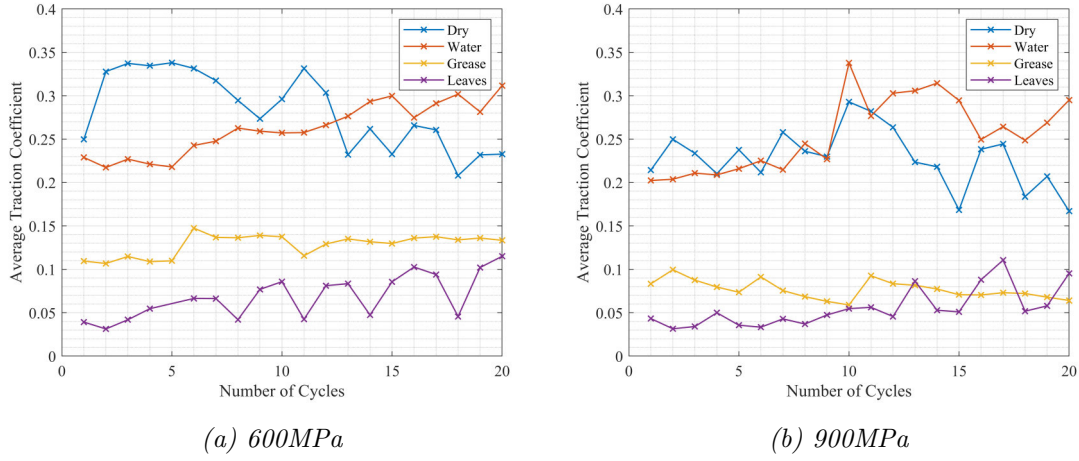 0.4
0.35
0.3
0.25
0.2
0.15
0.1
0.05
0
Average Traction Coefficient
Dry
Water
Grease
Leaves
0 5 10 15 20
Number of Cycles
(a) 600MPa
0.4
0.35
0.3
0.25
0.2
0.15
0.1
0.05
0
Average Traction Coefficient
Dry
Water
Grease
Leaves
0 5 10 15 20
Number of Cycles
(b) 900MPa